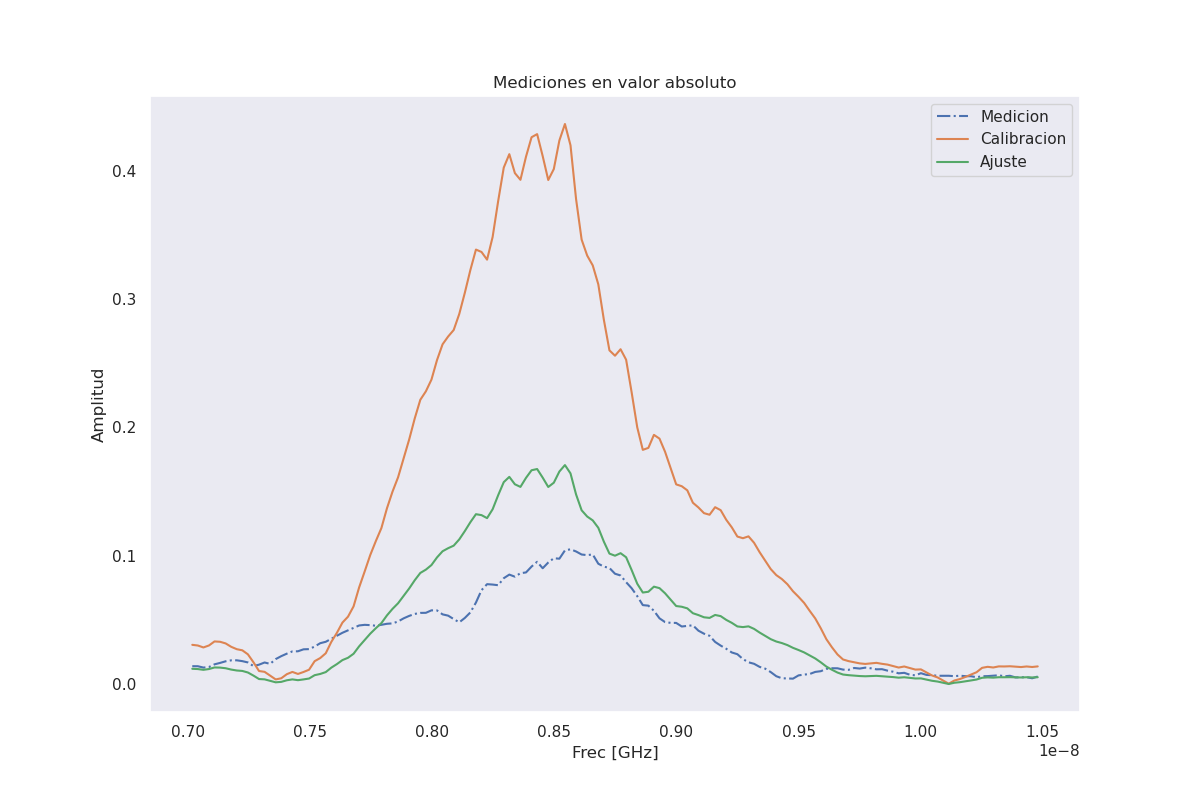 Mediciones en valor absoluto
Medicion
Calibracion
Ajuste
0.4
0.3
0.2
0.1
0.0
Amplitud
0.70 0.75 0.80 0.85 0.90 0.95 1.00 1.05
Frec [GHz]
1e−8